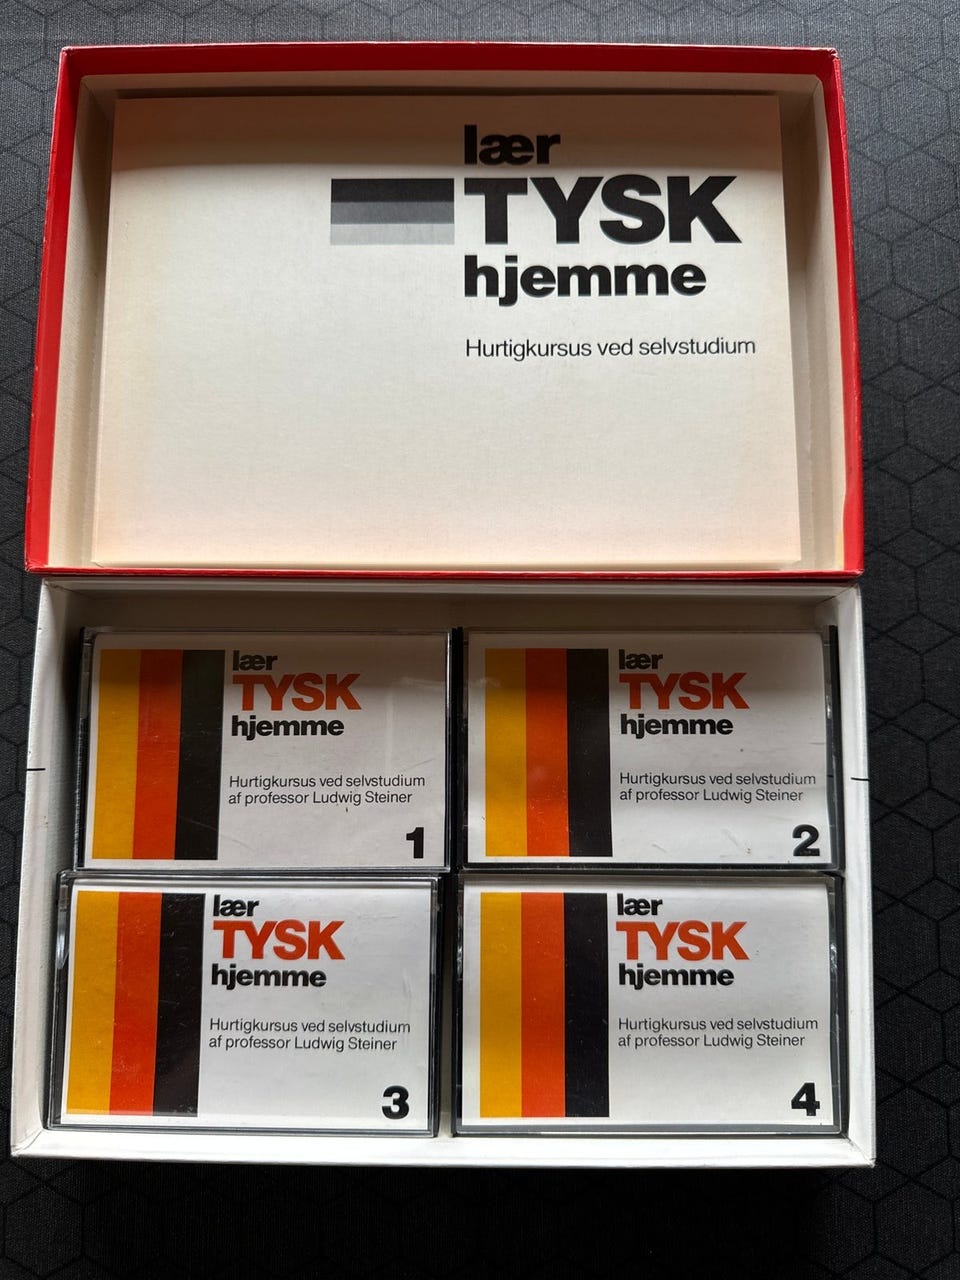 lær
TYSK
hjemme
Hurtigkursus ved selvstudium
lær
TYSK
hjemme
Hurtigkursus ved selvstudium
af professor Ludwig Steiner
1
lær
TYSK
hjemme
Hurtigkursus ved selvstudium
af professor Ludwig Steiner
2
lær
TYSK
hjemme
Hurtigkursus ved selvstudium
af professor Ludwig Steiner
3
lær
TYSK
hjemme
Hurtigkursus ved selvstudium
af professor Ludwig Steiner
4